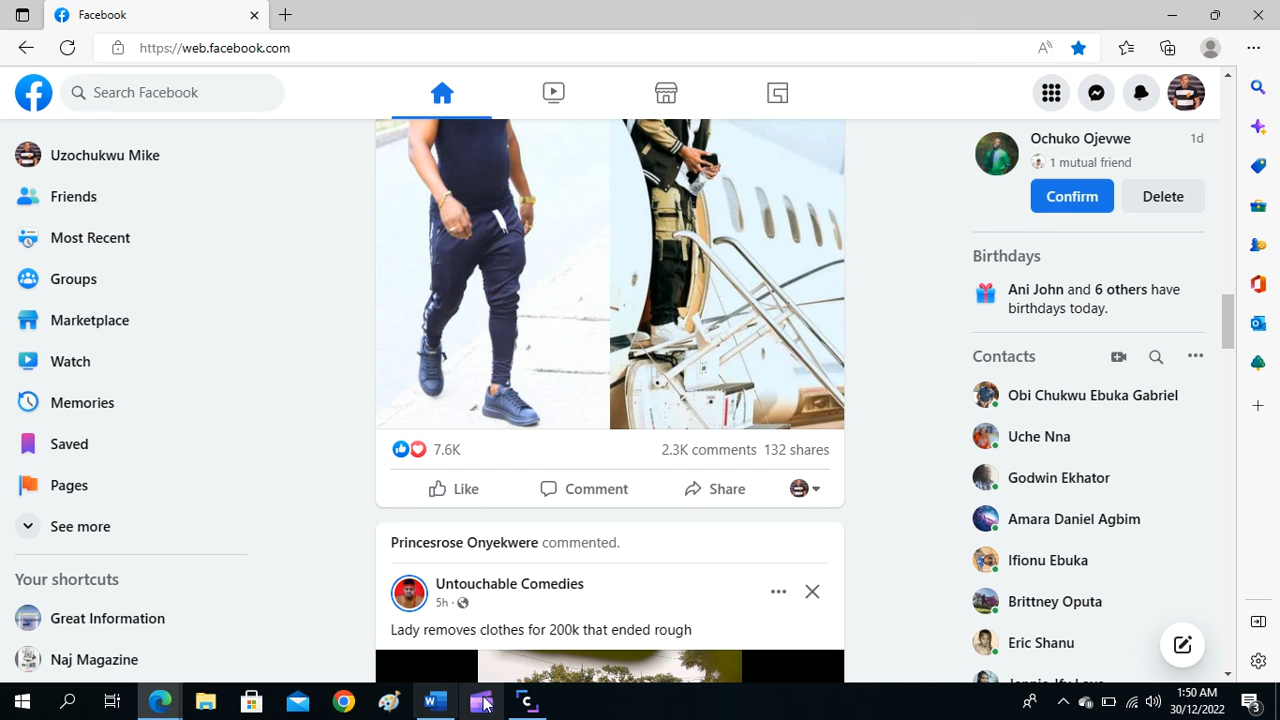 Facebook
https://web.facebook.com
Search Facebook
Uzochukwu Mike
Friends
Most Recent
Groups
Marketplace
Watch
Memories
Saved
Pages
See more
Your shortcuts
Great Information
Naj Magazine
7.6K
2.3K comments 132 shares
Like Comment Share
Princesrose Onyekwere commented.
Untouchable Comedies
5h
Lady removes clothes for 200k that ended rough
Ochuko Ojevwe 1d
1 mutual friend
Confirm Delete
Birthdays
Ani John and 6 others have
birthdays today.
Contacts
Obi Chukwu Ebuka Gabriel
Uche Nna
Godwin Ekhator
Amara Daniel Agbim
Ifionu Ebuka
Brittney Oputa
Eric Shanu
1:50 AM
30/12/2022
3